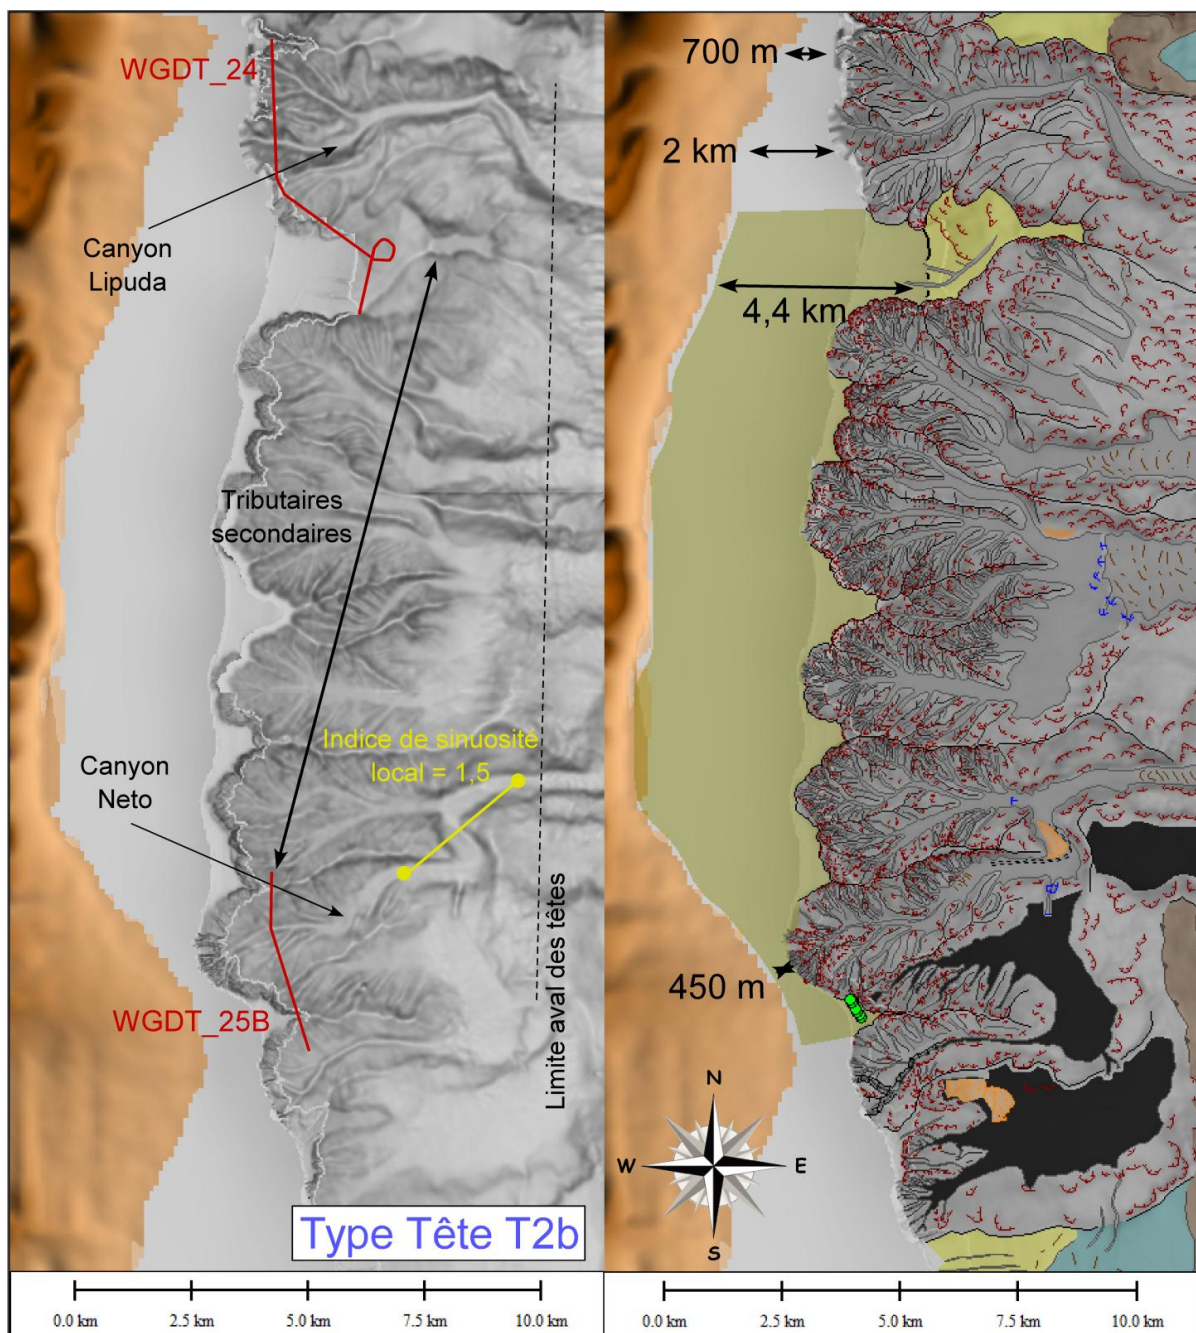 WGDT_24
Canyon
Lipuda
Tributaires
secondaires
Indice de sinuosité
local = 1,5
Canyon
Neto
WGDT_25B
Limite aval des têtes
Type Tête T2b
0.0 km
2.5 km
5.0 km
7.5 km
10.0 km
700 m
2 km
4,4 km
450 m
N
W
E
S
0.0 km
2.5 km
5.0 km
7.5 km
10.0 km